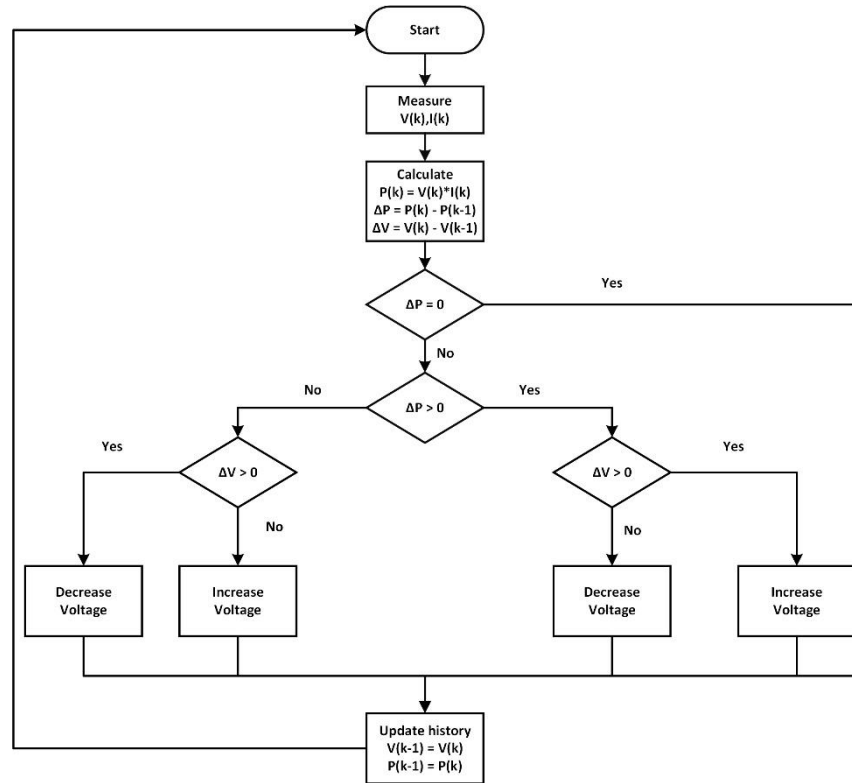 Start
Measure
V(k),I(k)
Calculate
P(k) = V(k)*I(k)
ΔP = P(k) - P(k-1)
ΔV = V(k) - V(k-1)
ΔP = 0
Yes
No
ΔP > 0
No
Yes
ΔV > 0
Yes
No
ΔV > 0
Yes
No
Decrease
Voltage
Increase
Voltage
Decrease
Voltage
Increase
Voltage
Update history
V(k-1) = V(k)
P(k-1) = P(k)